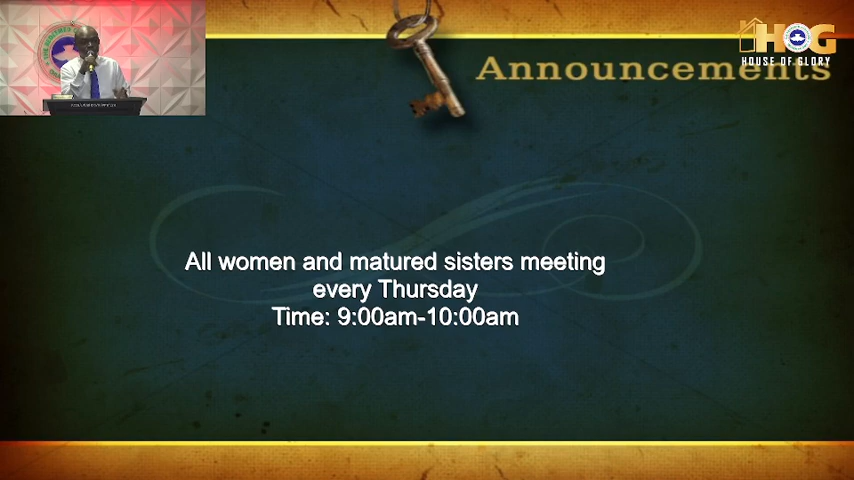 HOG
HOUSE OF GLORY
Announcements
All women and matured sisters meeting
every Thursday
Time: 9:00am-10:00am